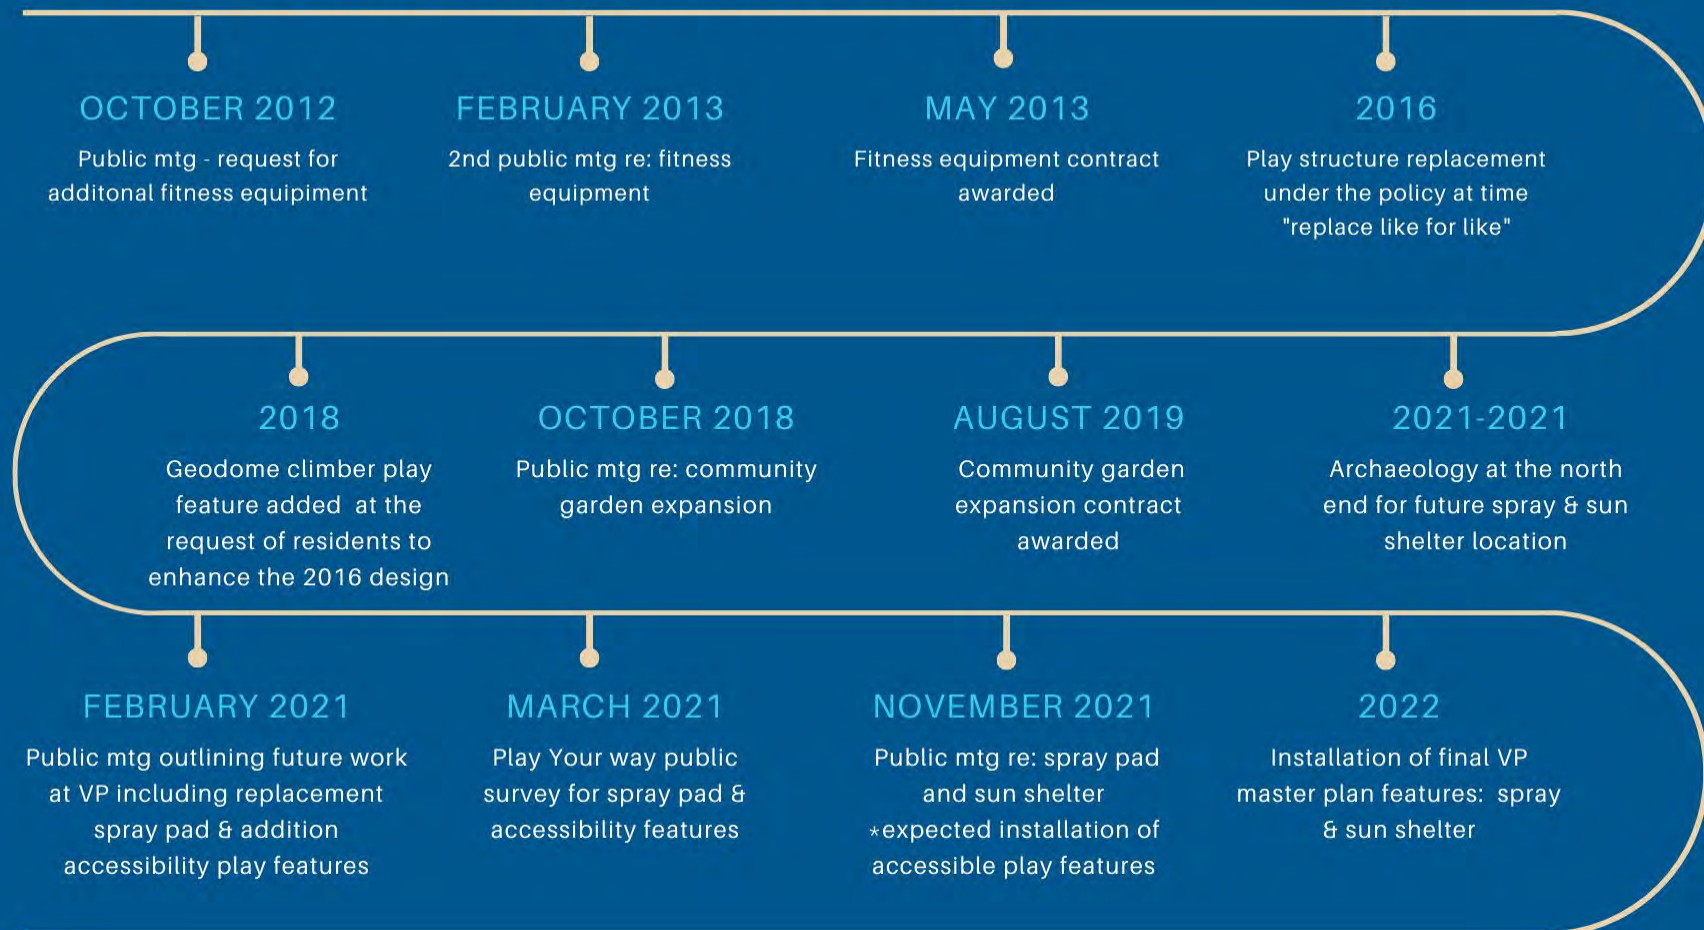 OCTOBER 2012
Public mtg - request for
additonal fitness equipiment
FEBRUARY 2013
2nd public mtg re: fitness
equipment
MAY 2013
Fitness equipment contract
awarded
2016
Play structure replacement
under the policy at time
"replace like for like"
2018
Geodome climber play
feature added  at the
request of residents to
enhance the 2016 design
OCTOBER 2018
Public mtg re: community
garden expansion
AUGUST 2019
Community garden
expansion contract
awarded
2021-2021
Archaeology at the north
end for future spray & sun
shelter location
FEBRUARY 2021
Public mtg outlining future work
at VP including replacement
spray pad & addition
accessibility play features
MARCH 2021
Play Your way public
survey for spray pad &
accessibility features
NOVEMBER 2021
Public mtg re: spray pad
and sun shelter
*expected installation of
accessible play features
2022
Installation of final VP
master plan features:  spray
& sun shelter